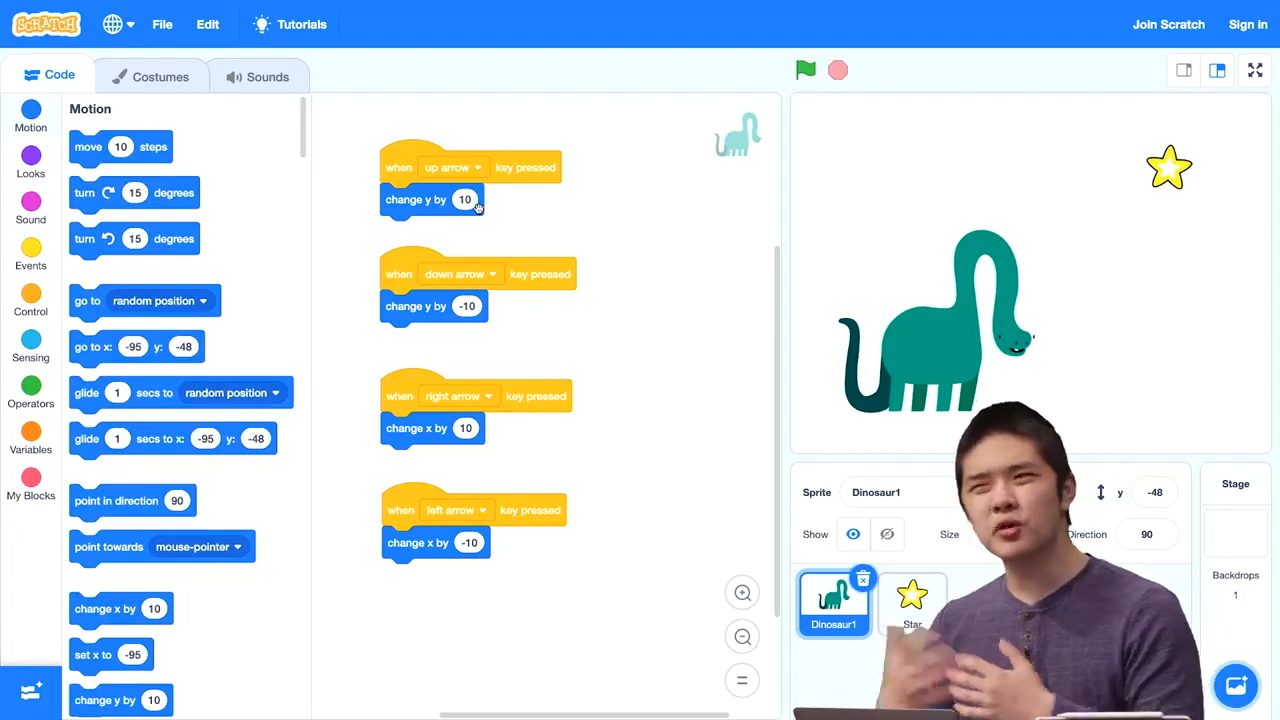 SCRATCH
File
Edit
Tutorials
Join Scratch
Sign in
Code
Costumes
Sounds
Motion
Looks
Sound
Events
Control
Sensing
Operators
Variables
My Blocks
Motion
move 10 steps
turn 15 degrees
turn 15 degrees
go to random position
go to x: -95 y: -48
glide 1 secs to random position
glide 1 secs to x: -95 y: -48
point in direction 90
point towards mouse-pointer
change x by 10
set x to -95
change y by 10
when up arrow key pressed
change y by 10
when down arrow key pressed
change y by -10
when right arrow key pressed
change x by 10
when left arrow key pressed
change x by -10
Sprite Dinosaur1
y -48
Show
Size
Direction 90
Dinosaur1
Star
Stage
Backdrops
1